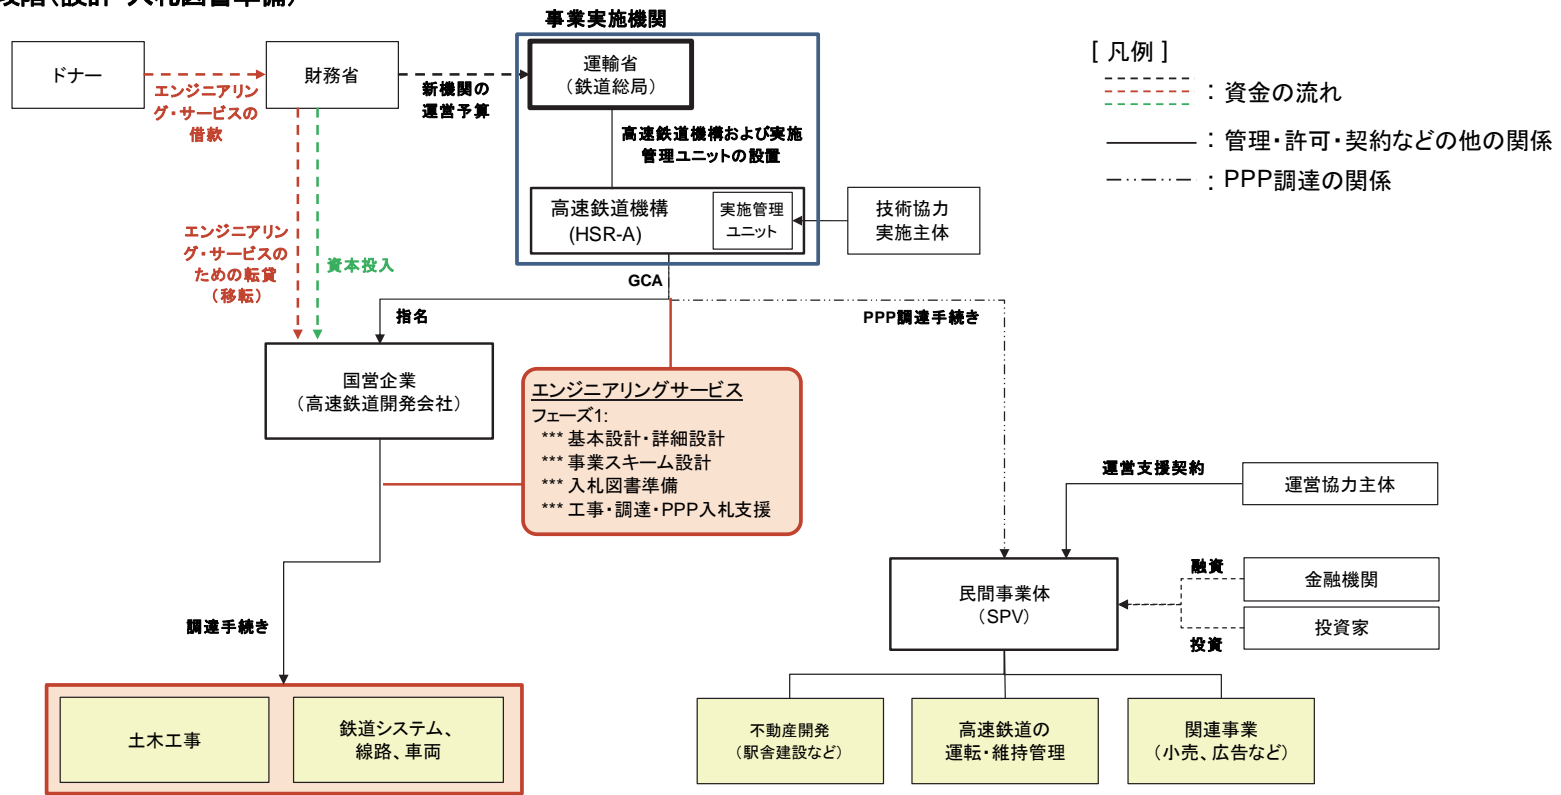 事業実施機関
ドナー
財務省
運輸省
（鉄道総局）
エンジニアリン
グ・サービスの
借款
新機関の
運営予算
[ 凡例 ]
：資金の流れ
：管理・許可・契約などの他の関係
：PPP調達の関係
高速鉄道機構および実施
管理ユニットの設置
高速鉄道機構
(HSR-A)
実施管理
ユニット
技術協力
実施主体
エンジニアリン
グ・サービスの
ための転貸
（移転）
資本投入
GCA
指名
PPP調達手続き
国営企業
（高速鉄道開発会社）
エンジニアリングサービス
フェーズ1:
*** 基本設計・詳細設計
*** 事業スキーム設計
*** 入札図書準備
*** 工事・調達・PPP入札支援
運営支援契約
運営協力主体
民間事業体
（SPV）
融資
金融機関
投資家
投資
調達手続き
土木工事
鉄道システム、
線路、車両
不動産開発
（駅舎建設など）
高速鉄道の
運転・維持管理
関連事業
（小売、広告など）